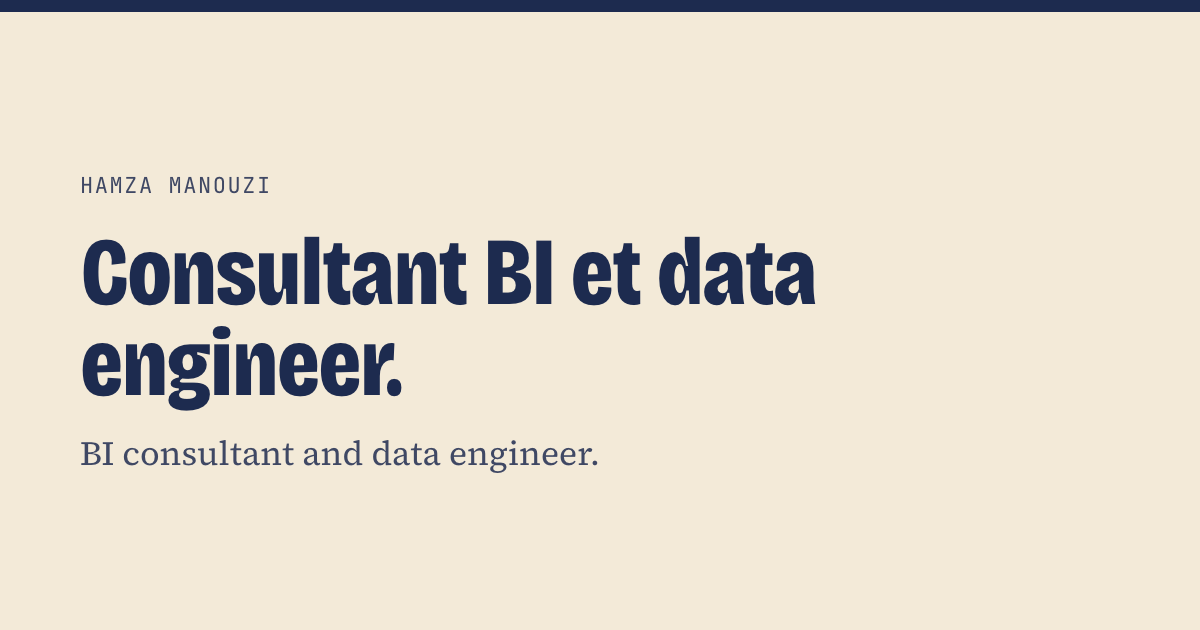 HAMZA MANOUZI
Consultant BI et data
engineer.
BI consultant and data engineer.